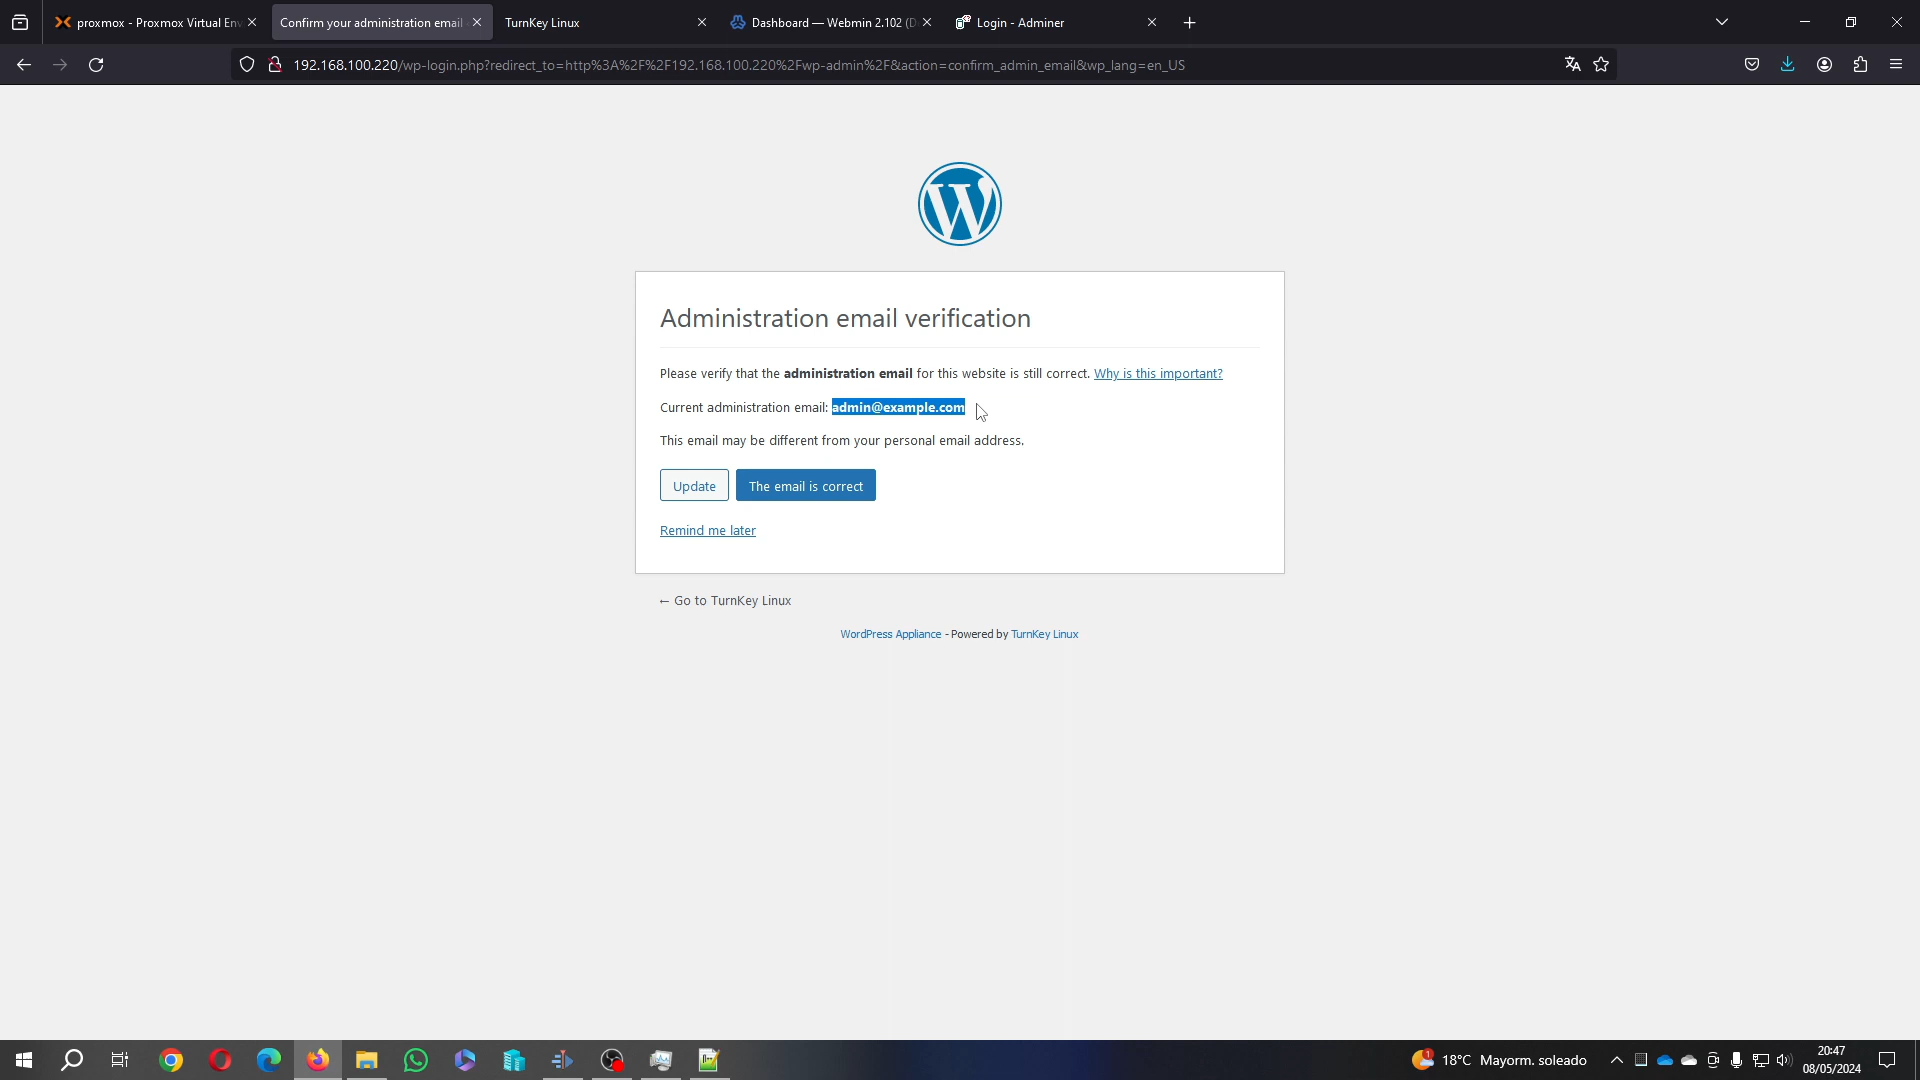 proxmox - Proxmox Virtual Env
Confirm your administration email
TurnKey Linux
Dashboard — Webmin 2.102 (D
Login - Adminer
192.168.100.220/wp-login.php?redirect_to=http%3A%2F%2F192.168.100.220%2Fwp-admin%2F&action=confirm_admin_email&wp_lang=en_US
Administration email verification
Please verify that the administration email for this website is still correct. Why is this important?
Current administration email: admin@example.com
This email may be different from your personal email address.
Update The email is correct
Remind me later
← Go to TurnKey Linux
WordPress Appliance - Powered by TurnKey Linux
1
18°C Mayorm. soleado
20:47
08/05/2024